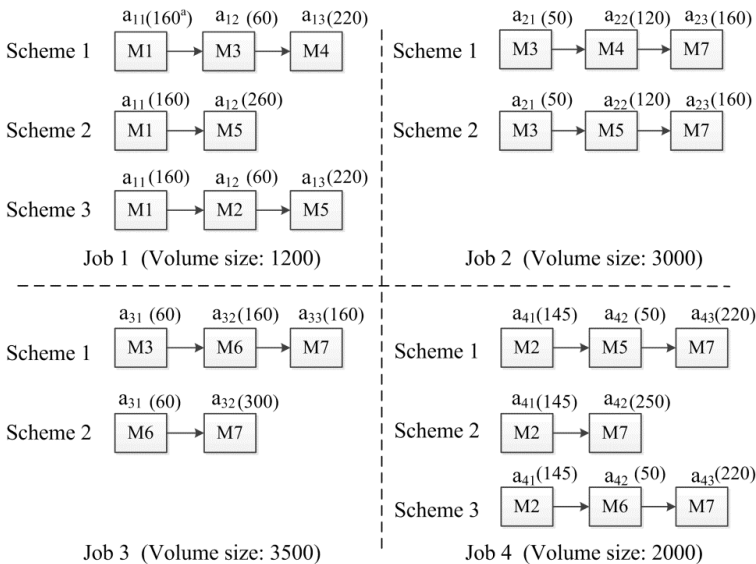 a11(160a) a12 (60) a13(220)
Scheme 1 M1 M3 M4
a11(160) a12(260)
Scheme 2 M1 M5
a11(160) a12(60) a13(220)
Scheme 3 M1 M2 M5
Job 1 (Volume size: 1200)
a21(50) a22(120) a23(160)
Scheme 1 M3 M4 M7
a21(50) a22(120) a23(160)
Scheme 2 M3 M5 M7
Job 2 (Volume size: 3000)
a31 (60) a32(160) a33(160)
Scheme 1 M3 M6 M7
a31 (60) a32(300)
Scheme 2 M6 M7
Job 3 (Volume size: 3500)
a41(145) a42 (50) a43(220)
Scheme 1 M2 M5 M7
a41(145) a42(250)
Scheme 2 M2 M7
a41(145) a42 (50) a43(220)
Scheme 3 M2 M6 M7
Job 4 (Volume size: 2000)